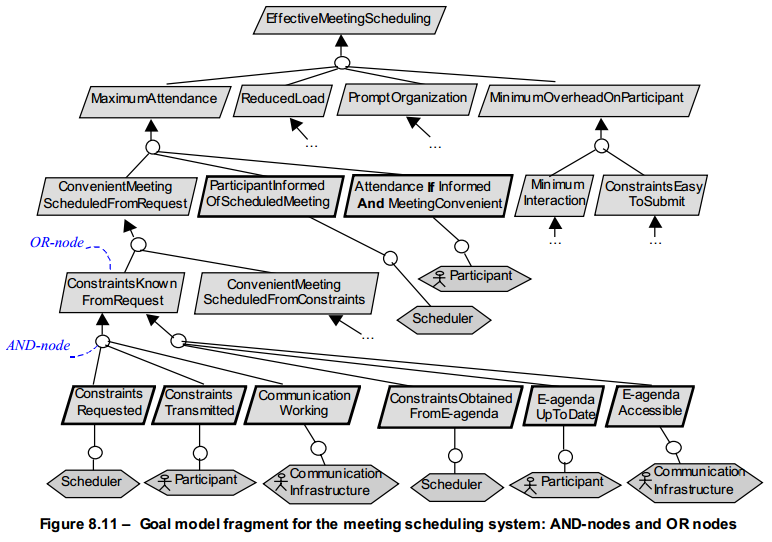 EffectiveMeetingScheduling
MaximumAttendance
ReducedLoad
PromptOrganization
MinimumOverheadOnParticipant
...
...
ConvenientMeeting
ScheduledFromRequest
ParticipantInformed
OfScheduledMeeting
Attendance If Informed
And MeetingConvenient
Minimum
Interaction
ConstraintsEasy
ToSubmit
...
...
OR-node
Participant
ConstraintsKnown
FromRequest
ConvenientMeeting
ScheduledFromConstraints
Scheduler
...
AND-node
Constraints
Requested
Constraints
Transmitted
Communication
Working
ConstraintsObtained
FromE-agenda
E-agenda
UpToDate
E-agenda
Accessible
Scheduler
Participant
Communication
Infrastructure
Scheduler
Participant
Communication
Infrastructure
Figure 8.11 – Goal model fragment for the meeting scheduling system: AND-nodes and OR nodes